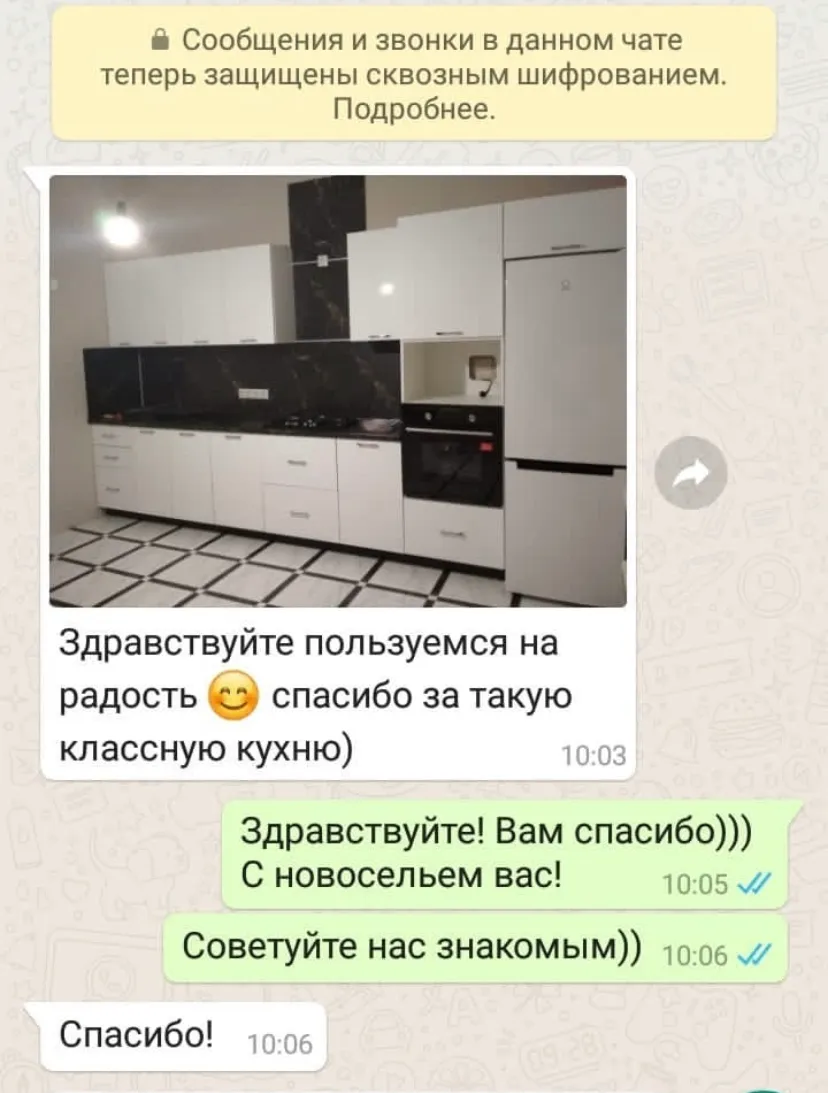 Сообщения и звонки в данном чате
теперь защищены сквозным шифрованием.
Подробнее.
Здравствуйте пользуемся на
радость 😊 спасибо за такую
классную кухню)
10:03
Здравствуйте! Вам спасибо)))
С новосельем вас!
10:05
Советуйте нас знакомым))
10:06
Спасибо!
10:06